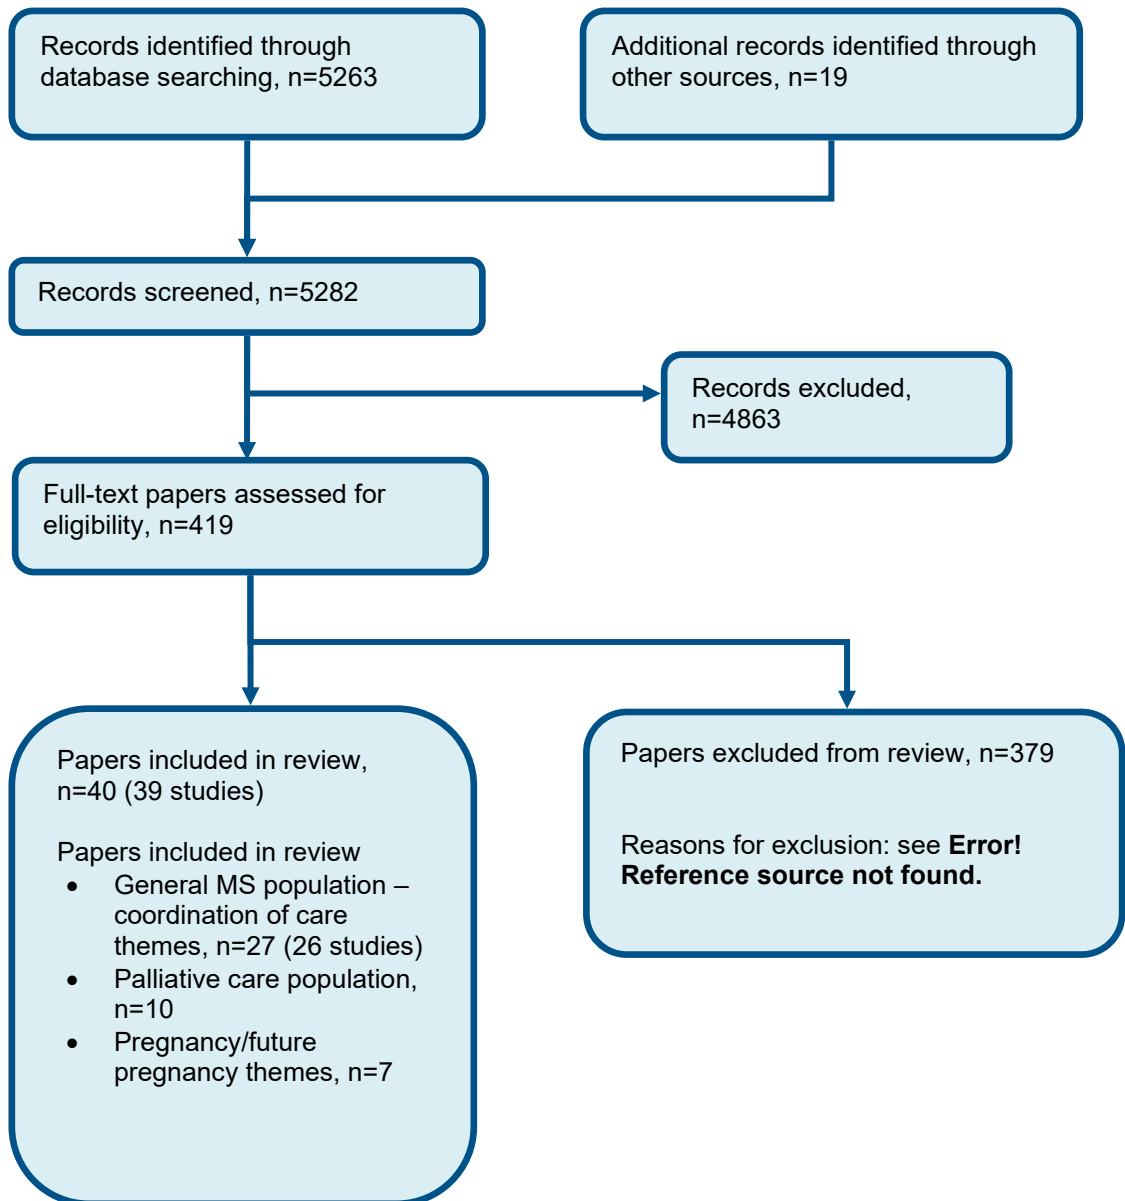 Records identified through
database searching, n=5263
Additional records identified through
other sources, n=19
Records screened, n=5282
Records excluded,
n=4863
Full-text papers assessed for
eligibility, n=419
Papers included in review,
n=40 (39 studies)
Papers included in review
• General MS population –
coordination of care
themes, n=27 (26 studies)
• Palliative care population,
n=10
• Pregnancy/future
pregnancy themes, n=7
Papers excluded from review, n=379
Reasons for exclusion: see Error!
Reference source not found.